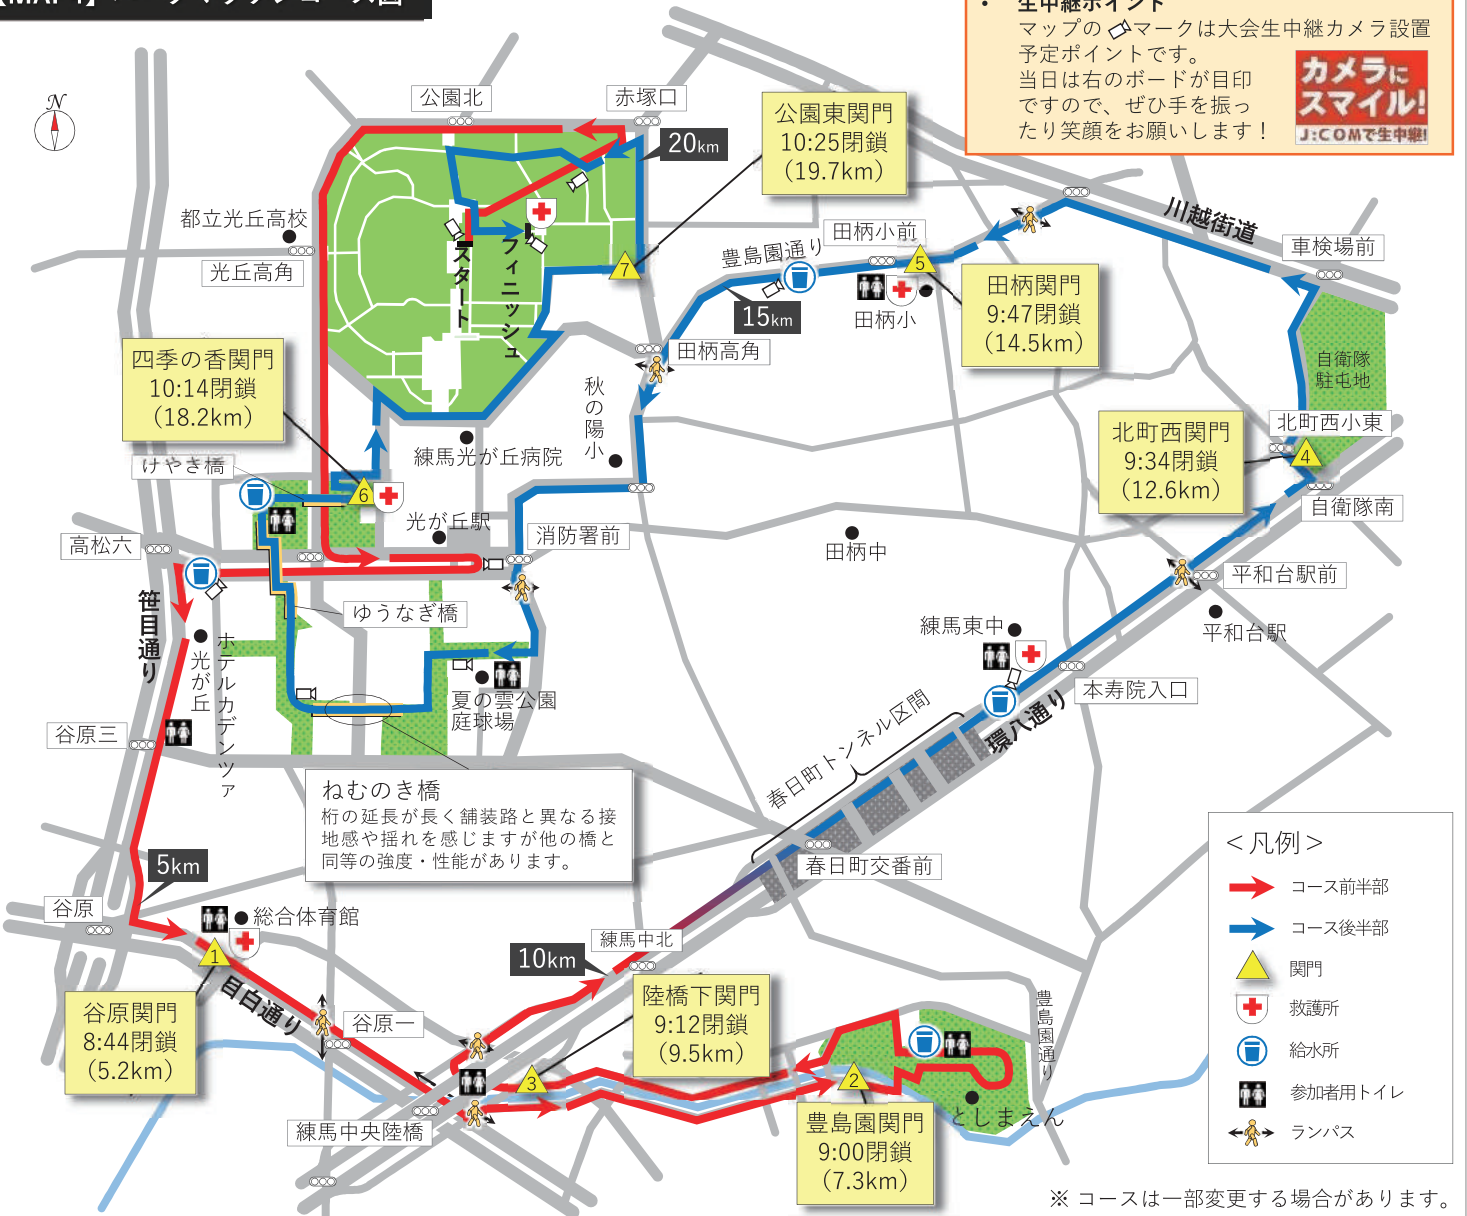 生中継ポイント
マップの マークは大会生中継カメラ設置
予定ポイントです。
当日は右のボードが目印
ですので、ぜひ手を振っ
たり笑顔をお願いします！
カメラに
スマイル!
J:COMで生中継!
N
公園北
赤塚口
20km
公園東関門
10:25閉鎖
(19.7km)
都立光丘高校
光丘高角
スタート
フィニッシュ
7
豊島園通り
田柄小前
5
田柄小
15km
田柄関門
9:47閉鎖
(14.5km)
川越街道
車検場前
自衛隊
駐屯地
四季の香関門
10:14閉鎖
(18.2km)
田柄高角
秋の陽小
北町西関門
9:34閉鎖
(12.6km)
北町西小東
4
自衛隊南
けやき橋
練馬光が丘病院
6
光が丘駅
消防署前
高松六
田柄中
平和台駅前
平和台駅
笹目通り
ゆうなぎ橋
ホテルカデンツァ
光が丘
夏の雲公園
庭球場
練馬東中
本寿院入口
環八通り
谷原三
春日町トンネル区間
ねむのき橋
桁の延長が長く舗装路と異なる接
地感や揺れを感じますが他の橋と
同等の強度・性能があります。
春日町交番前
5km
谷原
総合体育館
1
目白通り
谷原関門
8:44閉鎖
(5.2km)
谷原一
10km
練馬中北
陸橋下関門
9:12閉鎖
(9.5km)
3
練馬中央陸橋
2
豊島園関門
9:00閉鎖
(7.3km)
としまえん
豊島園通り
＜凡例＞
コース前半部
コース後半部
関門
救護所
給水所
参加者用トイレ
ランパス
※ コースは一部変更する場合があります。